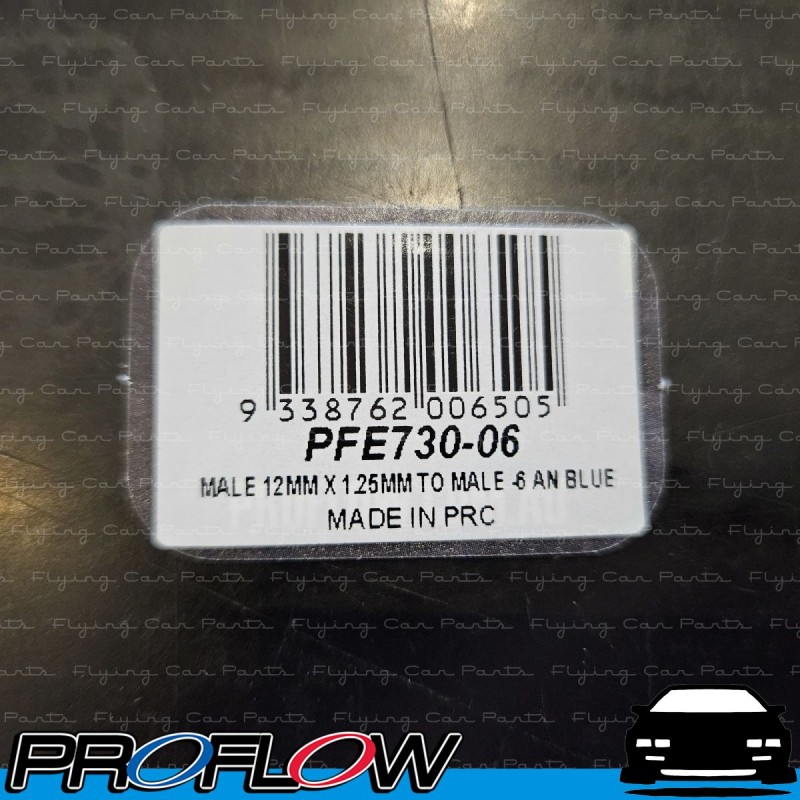 9 338762 006505
PFE730-06
MALE 12MM X 1.25MM TO MALE -6 AN BLUE
MADE IN PRC
PROFLOW
Flying Car Parts